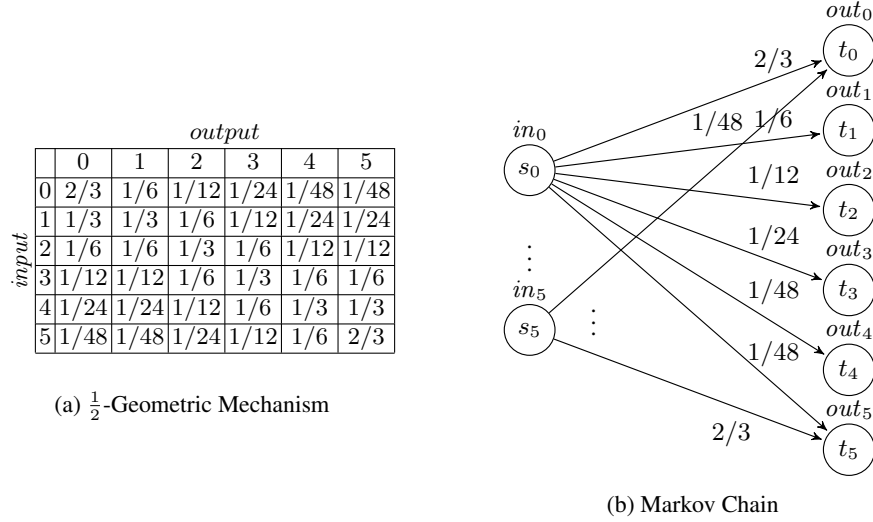 output
0 1 2 3 4 5
input
0 2/3 1/6 1/12 1/24 1/48 1/48
1 1/3 1/3 1/6 1/12 1/24 1/24
2 1/6 1/6 1/3 1/6 1/12 1/12
3 1/12 1/12 1/6 1/3 1/6 1/6
4 1/24 1/24 1/12 1/6 1/3 1/3
5 1/48 1/48 1/24 1/12 1/6 2/3
(a) 1/2-Geometric Mechanism
out₀
t₀
2/3
out₁
t₁
1/48 1/6
in₀
s₀
1/12
out₂
t₂
1/24
out₃
t₃
⋮
in₅
s₅
⋮
1/48
out₄
t₄
1/48
out₅
t₅
2/3
(b) Markov Chain